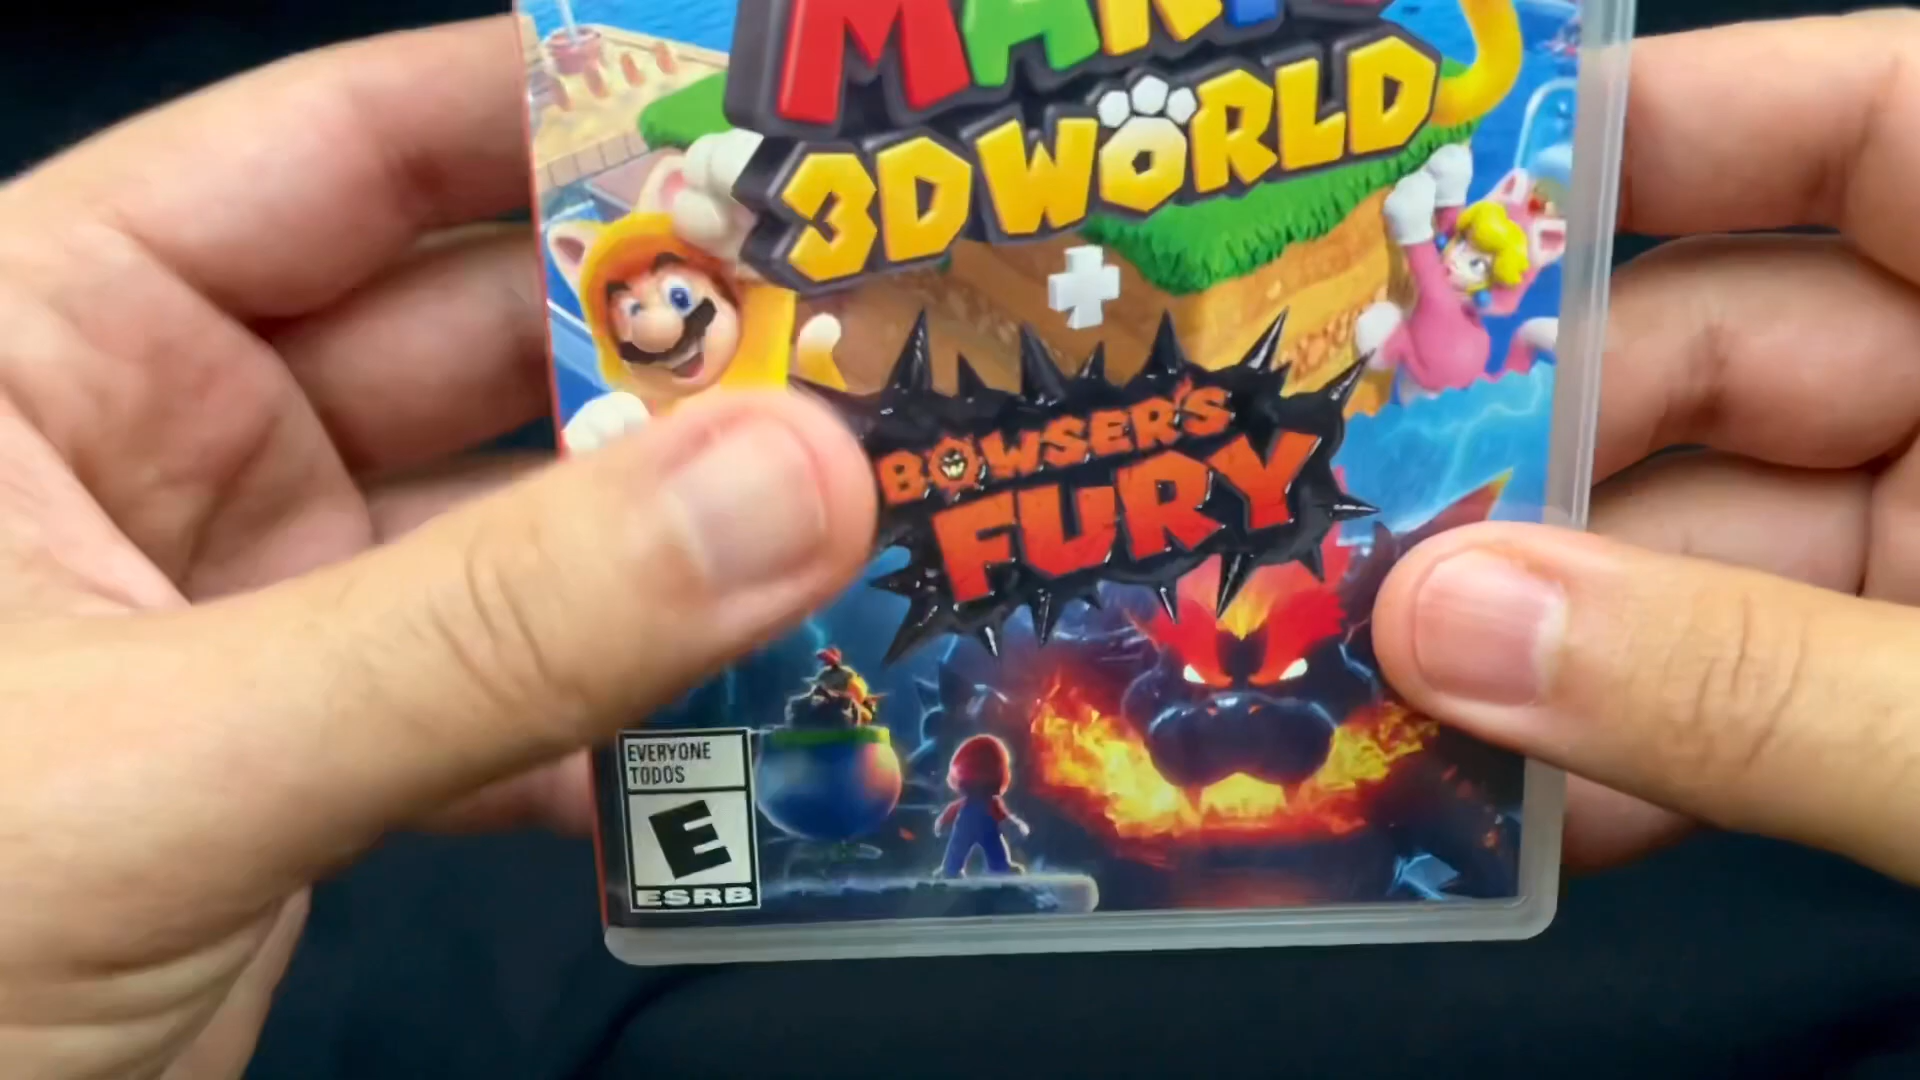 3D WORLD
+
BOWSER'S
FURY
EVERYONE
TODOS
E
ESRB